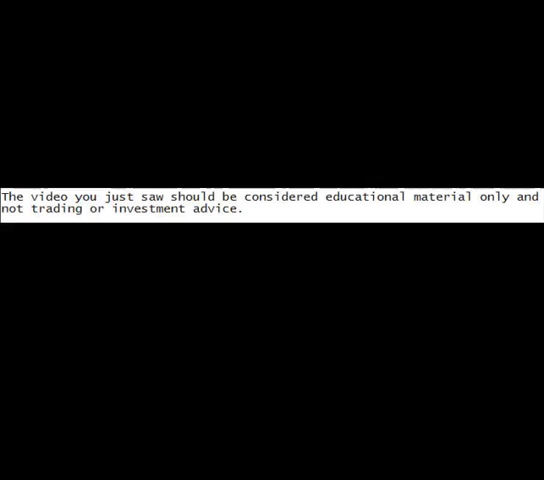 The video you just saw should be considered educational material only and
not trading or investment advice.